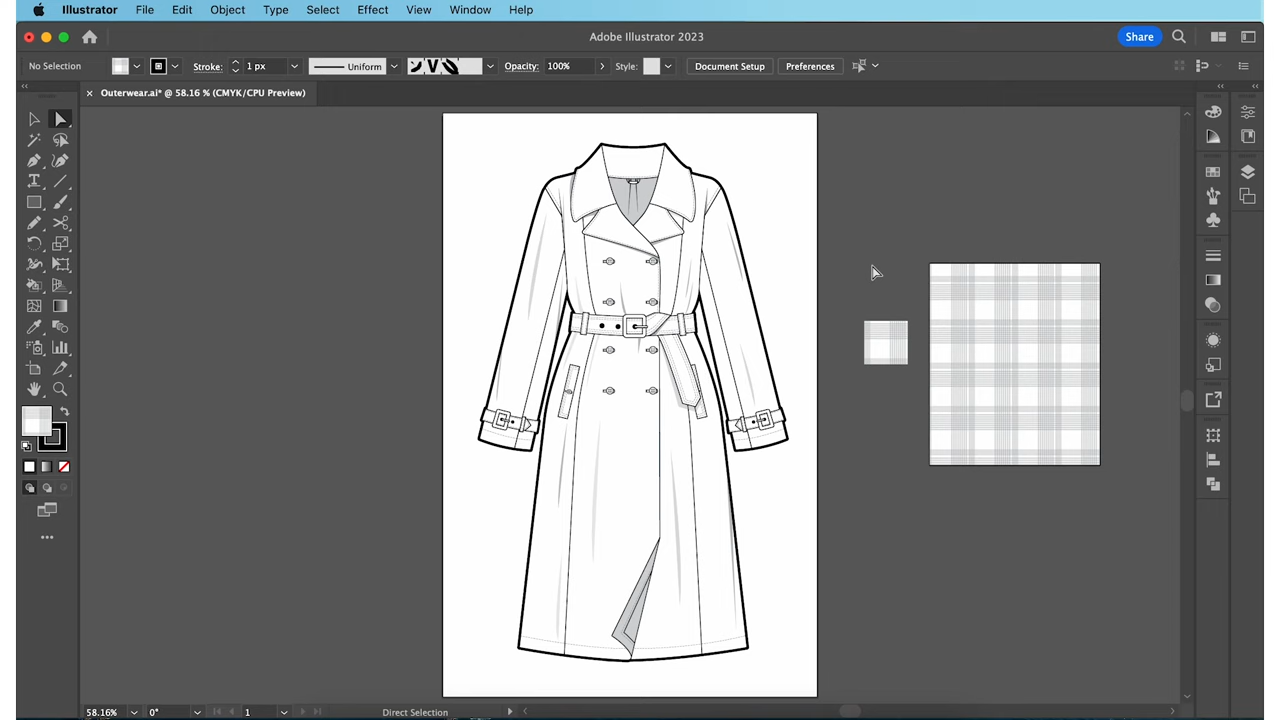 Illustrator File Edit Object Type Select Effect View Window Help
Adobe Illustrator 2023
Share
No Selection Stroke: 1 px Uniform Opacity: 100% Style: Document Setup Preferences
× Outerwear.ai* @ 58.16 % (CMYK/CPU Preview)
58.16% 0° 1 Direct Selection